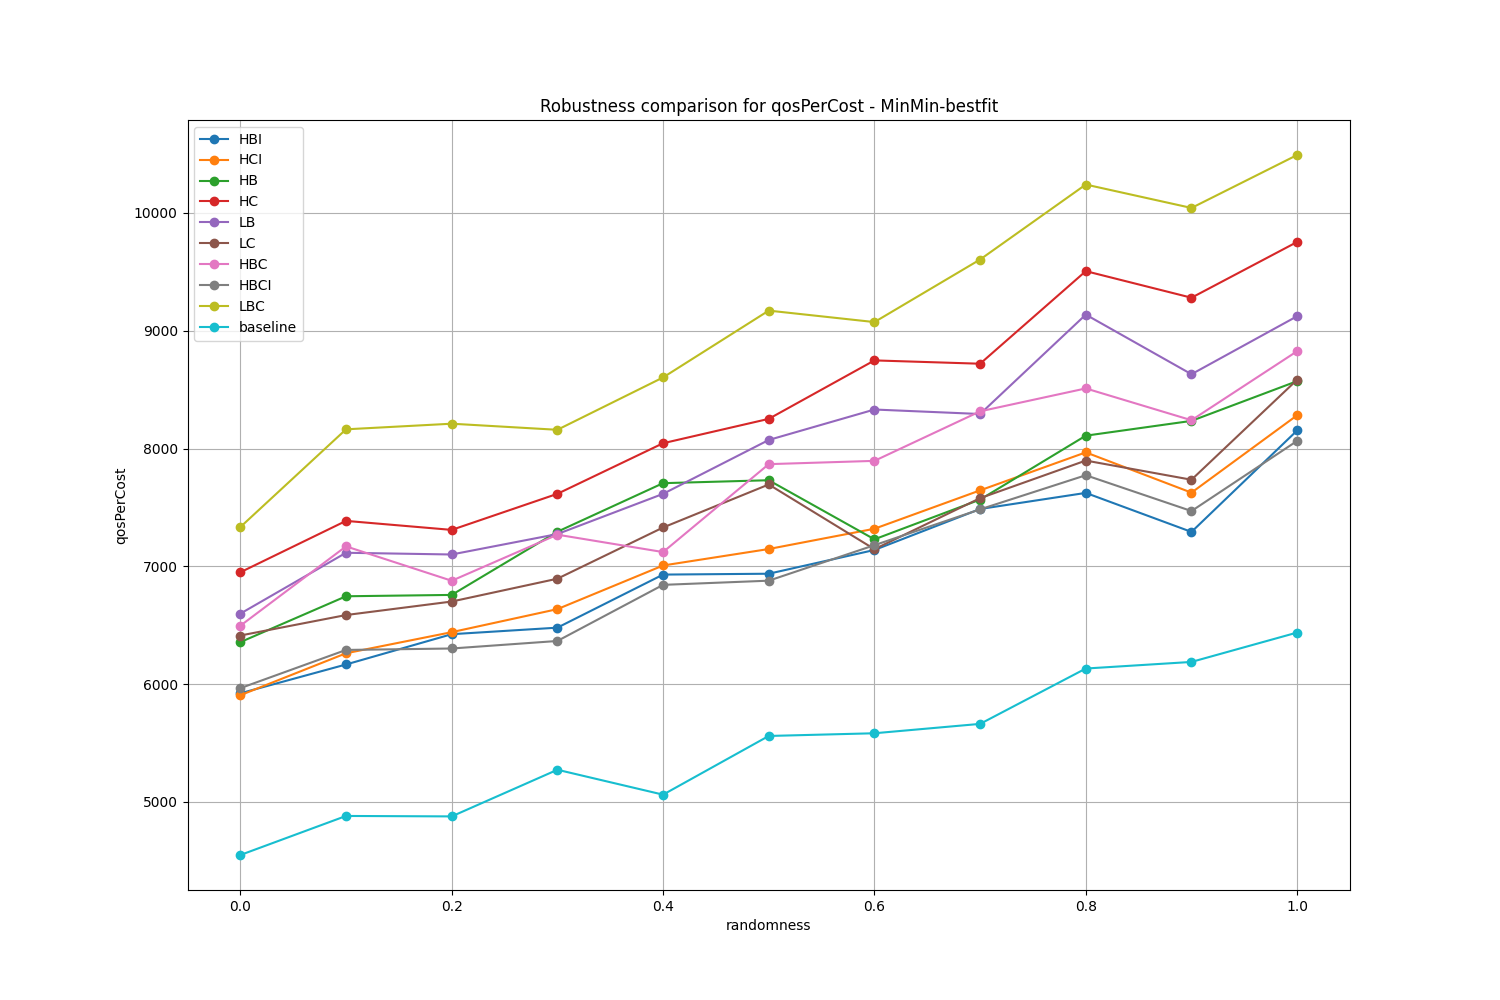 Robustness comparison for qosPerCost - MinMin-bestfit
HBI
HCI
HB
HC
LB
LC
HBC
HBCI
LBC
baseline
10000
9000
8000
7000
6000
5000
qosPerCost
0.0 0.2 0.4 0.6 0.8 1.0
randomness